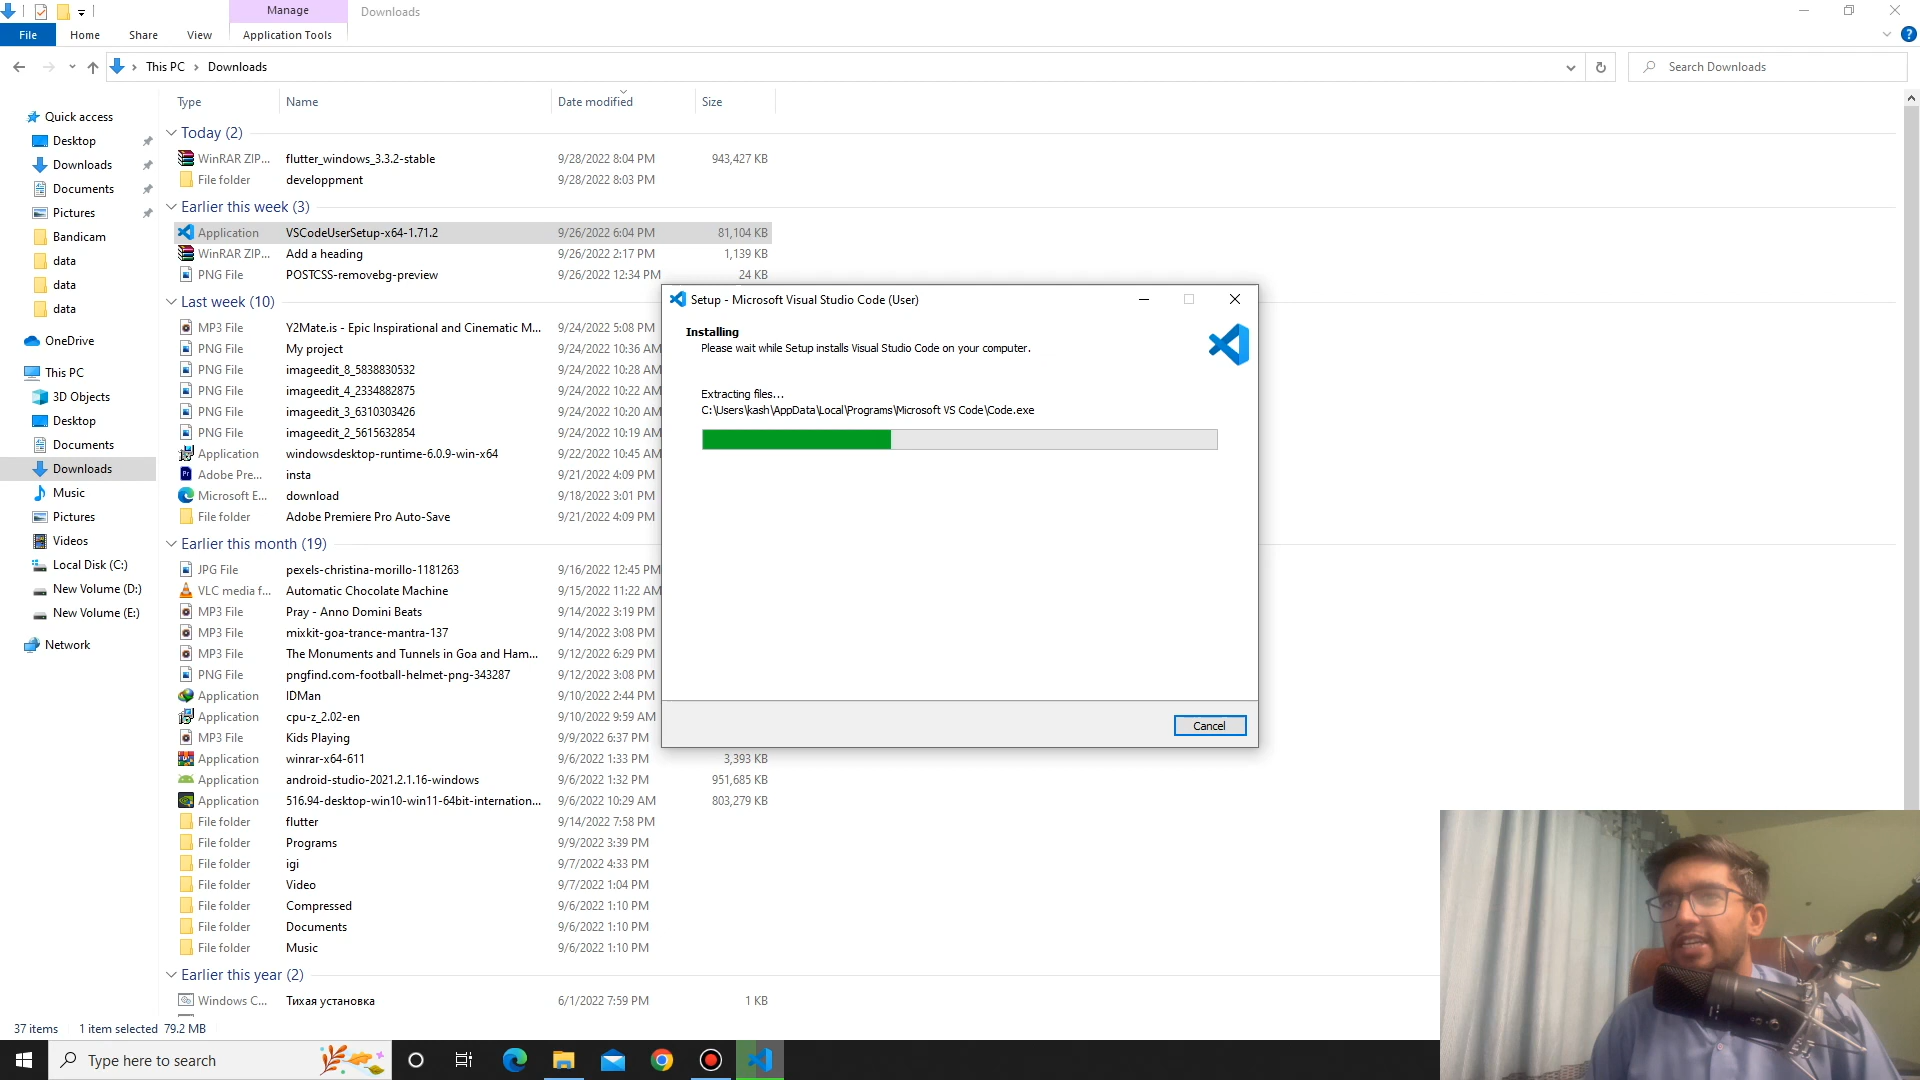 Manage
Downloads
File
Home
Share
View
Application Tools
This PC
Downloads
Search Downloads
Type
Name
Date modified
Size
Quick access
Desktop
Downloads
Documents
Pictures
Bandicam
data
data
data
OneDrive
This PC
3D Objects
Desktop
Documents
Downloads
Music
Pictures
Videos
Local Disk (C:)
New Volume (D:)
New Volume (E:)
Network
Today (2)
WinRAR ZIP... flutter_windows_3.3.2-stable 9/28/2022 8:04 PM 943,427 KB
File folder developpment 9/28/2022 8:03 PM
Earlier this week (3)
Application VSCodeUserSetup-x64-1.71.2 9/26/2022 6:04 PM 81,104 KB
WinRAR ZIP... Add a heading 9/26/2022 2:17 PM 1,139 KB
PNG File POSTCSS-removebg-preview 9/26/2022 12:34 PM 24 KB
Last week (10)
MP3 File Y2Mate.is - Epic Inspirational and Cinematic M... 9/24/2022 5:08 PM
PNG File My project 9/24/2022 10:36 AM
PNG File imageedit_8_5838830532 9/24/2022 10:28 AM
PNG File imageedit_4_2334882875 9/24/2022 10:22 AM
PNG File imageedit_3_6310303426 9/24/2022 10:20 AM
PNG File imageedit_2_5615632854 9/24/2022 10:19 AM
Application windowsdesktop-runtime-6.0.9-win-x64 9/22/2022 10:45 AM
Adobe Pre... insta 9/21/2022 4:09 PM
Microsoft E... download 9/18/2022 3:01 PM
File folder Adobe Premiere Pro Auto-Save 9/21/2022 4:09 PM
Earlier this month (19)
JPG File pexels-christina-morillo-1181263 9/16/2022 12:45 PM
VLC media f... Automatic Chocolate Machine 9/15/2022 11:22 AM
MP3 File Pray - Anno Domini Beats 9/14/2022 3:19 PM
MP3 File mixkit-goa-trance-mantra-137 9/14/2022 3:08 PM
MP3 File The Monuments and Tunnels in Goa and Ham... 9/12/2022 6:29 PM
PNG File pngfind.com-football-helmet-png-343287 9/12/2022 3:08 PM
Application IDMan 9/10/2022 2:44 PM
Application cpu-z_2.02-en 9/10/2022 9:59 AM
MP3 File Kids Playing 9/9/2022 6:37 PM
Application winrar-x64-611 9/6/2022 1:33 PM 3,393 KB
Application android-studio-2021.2.1.16-windows 9/6/2022 1:32 PM 951,685 KB
Application 516.94-desktop-win10-win11-64bit-internation... 9/6/2022 10:29 AM 803,279 KB
File folder flutter 9/14/2022 7:58 PM
File folder Programs 9/9/2022 3:39 PM
File folder igi 9/7/2022 4:33 PM
File folder Video 9/7/2022 1:04 PM
File folder Compressed 9/6/2022 1:10 PM
File folder Documents 9/6/2022 1:10 PM
File folder Music 9/6/2022 1:10 PM
Earlier this year (2)
Windows C... Тихая установка 6/1/2022 7:59 PM 1 KB
Setup - Microsoft Visual Studio Code (User)
Installing
Please wait while Setup installs Visual Studio Code on your computer.
Extracting files...
C:\Users\kash\AppData\Local\Programs\Microsoft VS Code\Code.exe
Cancel
37 items 1 item selected 79.2 MB
Type here to search